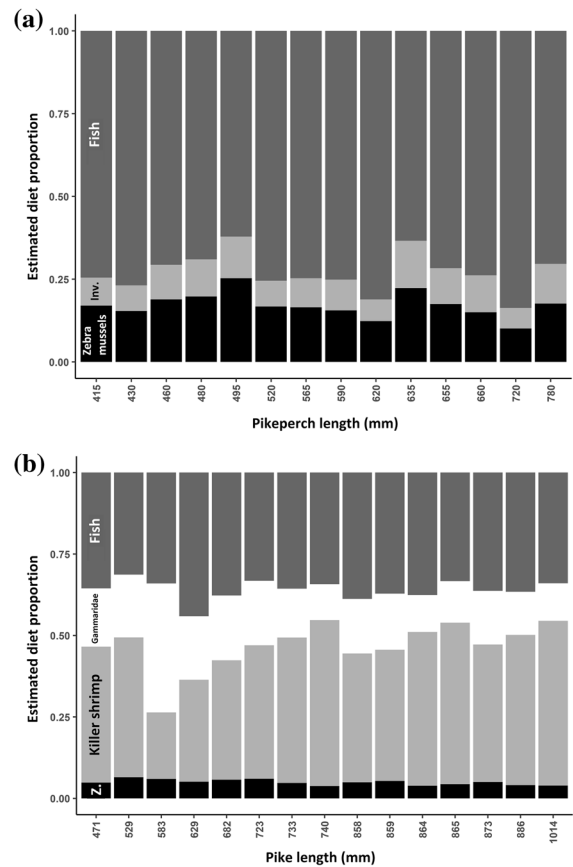 (a)
1.00
0.75
0.50
0.25
0.00
Estimated diet proportion
Fish
Inv.
Zebra
mussels
415 430 460 480 495 520 565 590 620 635 655 660 720 780
Pikeperch length (mm)
(b)
1.00
0.75
0.50
0.25
0.00
Estimated diet proportion
Fish
Gammaridae
Killer shrimp
Z.
471 529 583 629 682 723 733 740 858 859 864 865 873 886 1014
Pike length (mm)